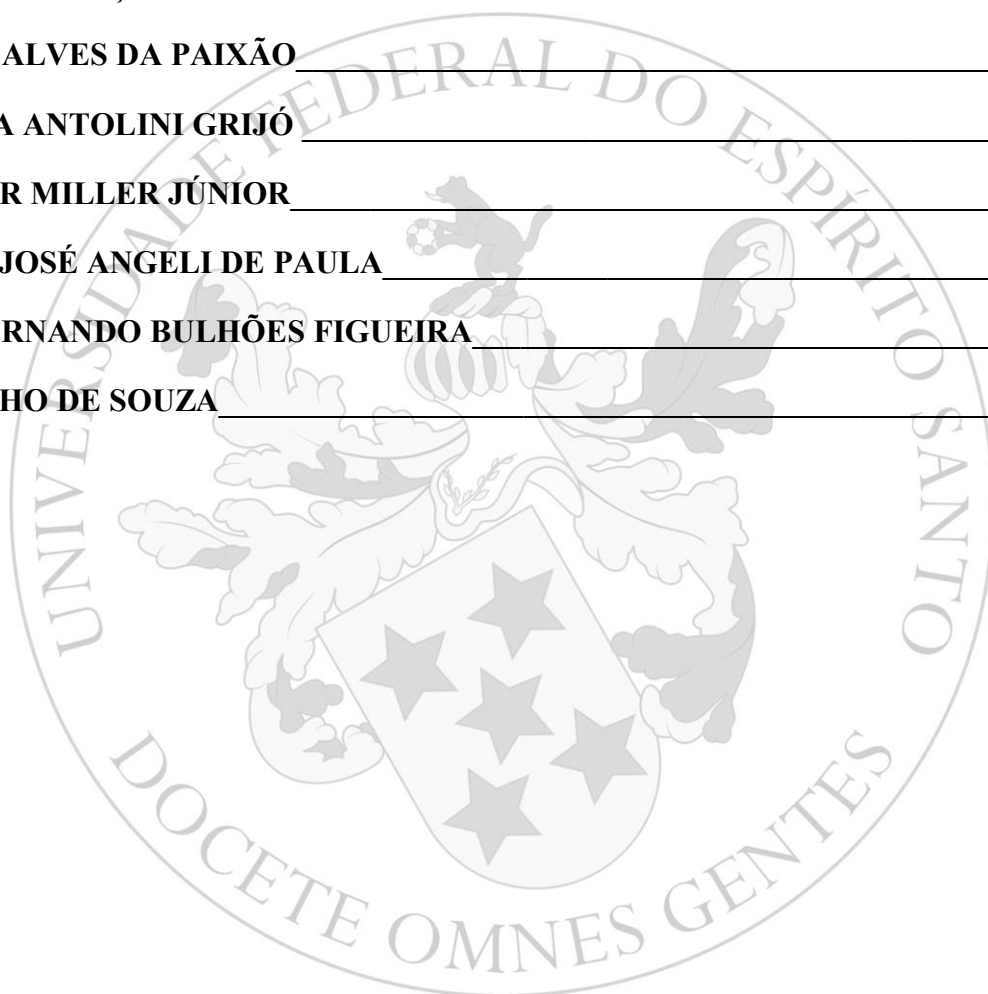 ALVES DA PAIXÃO
A ANTOLINI GRIJÓ
R MILLER JÚNIOR
JOSÉ ANGELI DE PAULA
RNANDO BULHÕES FIGUEIRA
HO DE SOUZA
UNIVERSIDADE FEDERAL DO ESPÍRITO SANTO
DOCETE OMNES GENTES